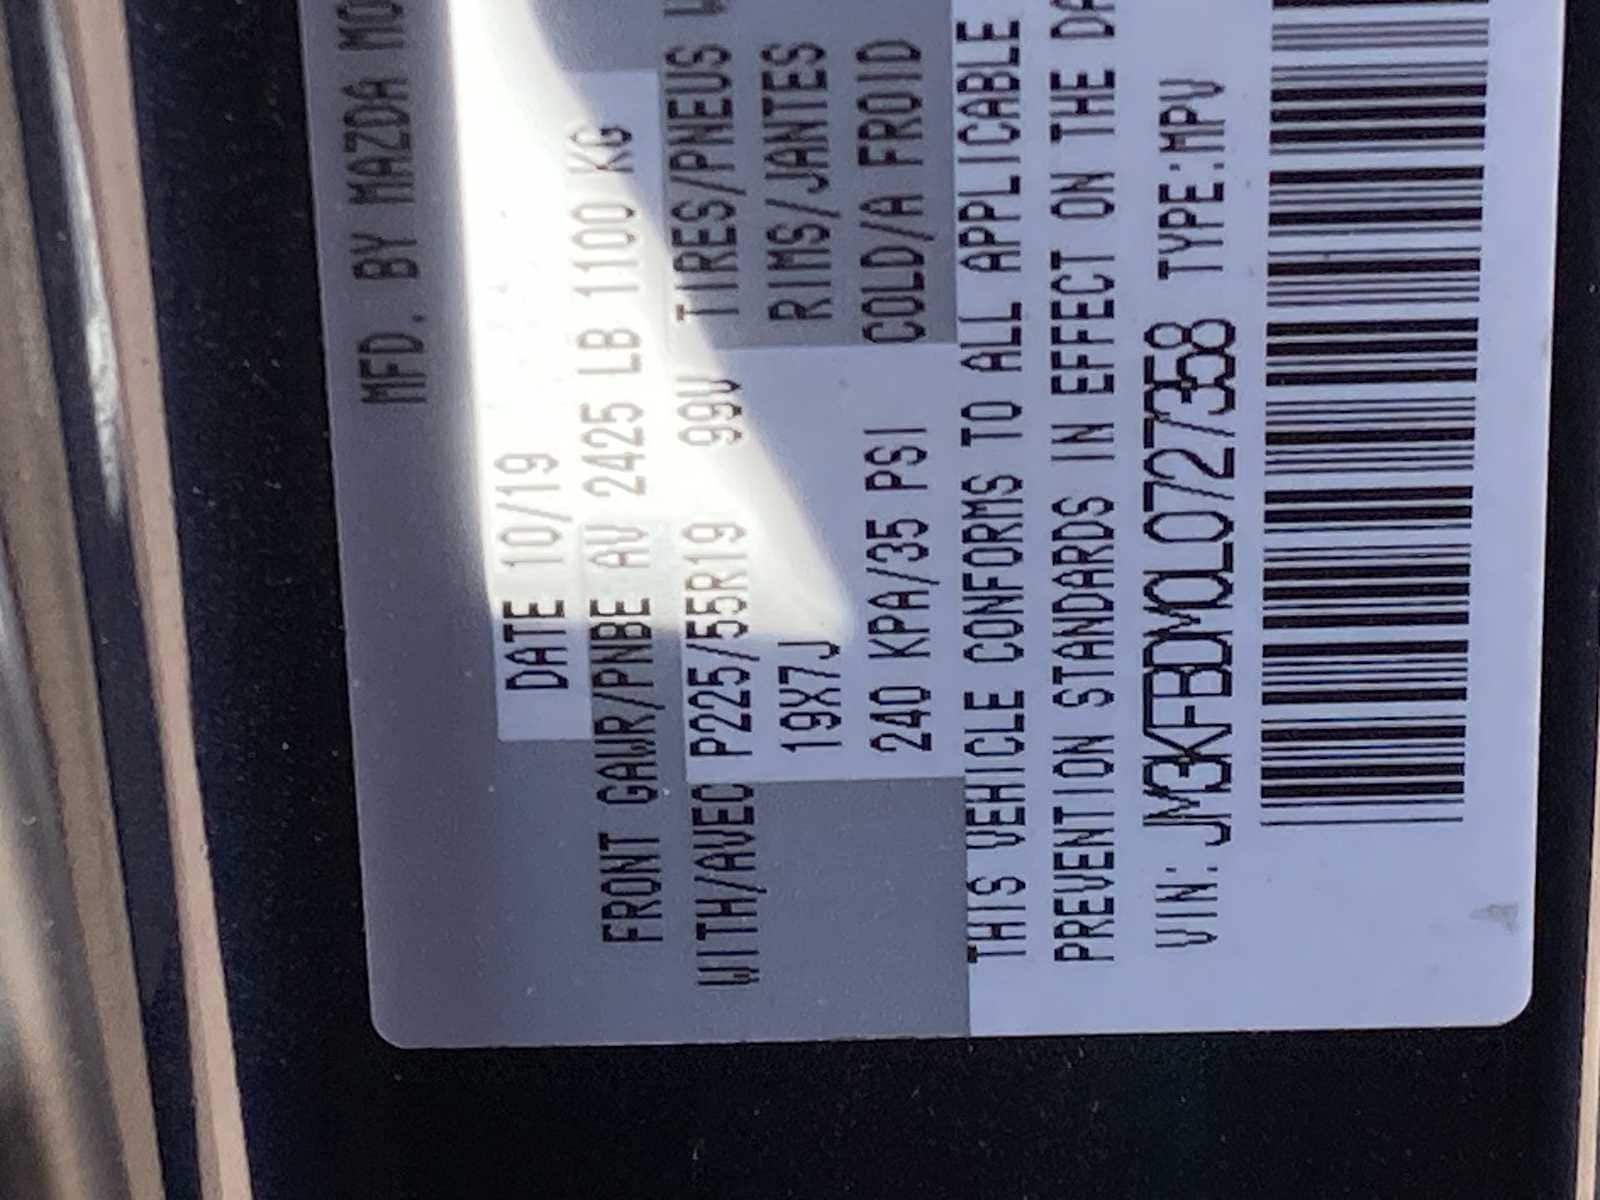 MFD. BY MAZDA MO
DATE 10/19
FRONT GAWR/PNBE AV 2425 LB 1100 KG
WITH/AVEC P225/55R19 99V TIRES/PNEUS
19X7J RIMS/JANTES
240 KPA/35 PSI COLD/A FROID
THIS VEHICLE CONFORMS TO ALL APPLICABLE
PREVENTION STANDARDS IN EFFECT ON THE DA
VIN: JM3KFBDM0L0727358 TYPE:MPV